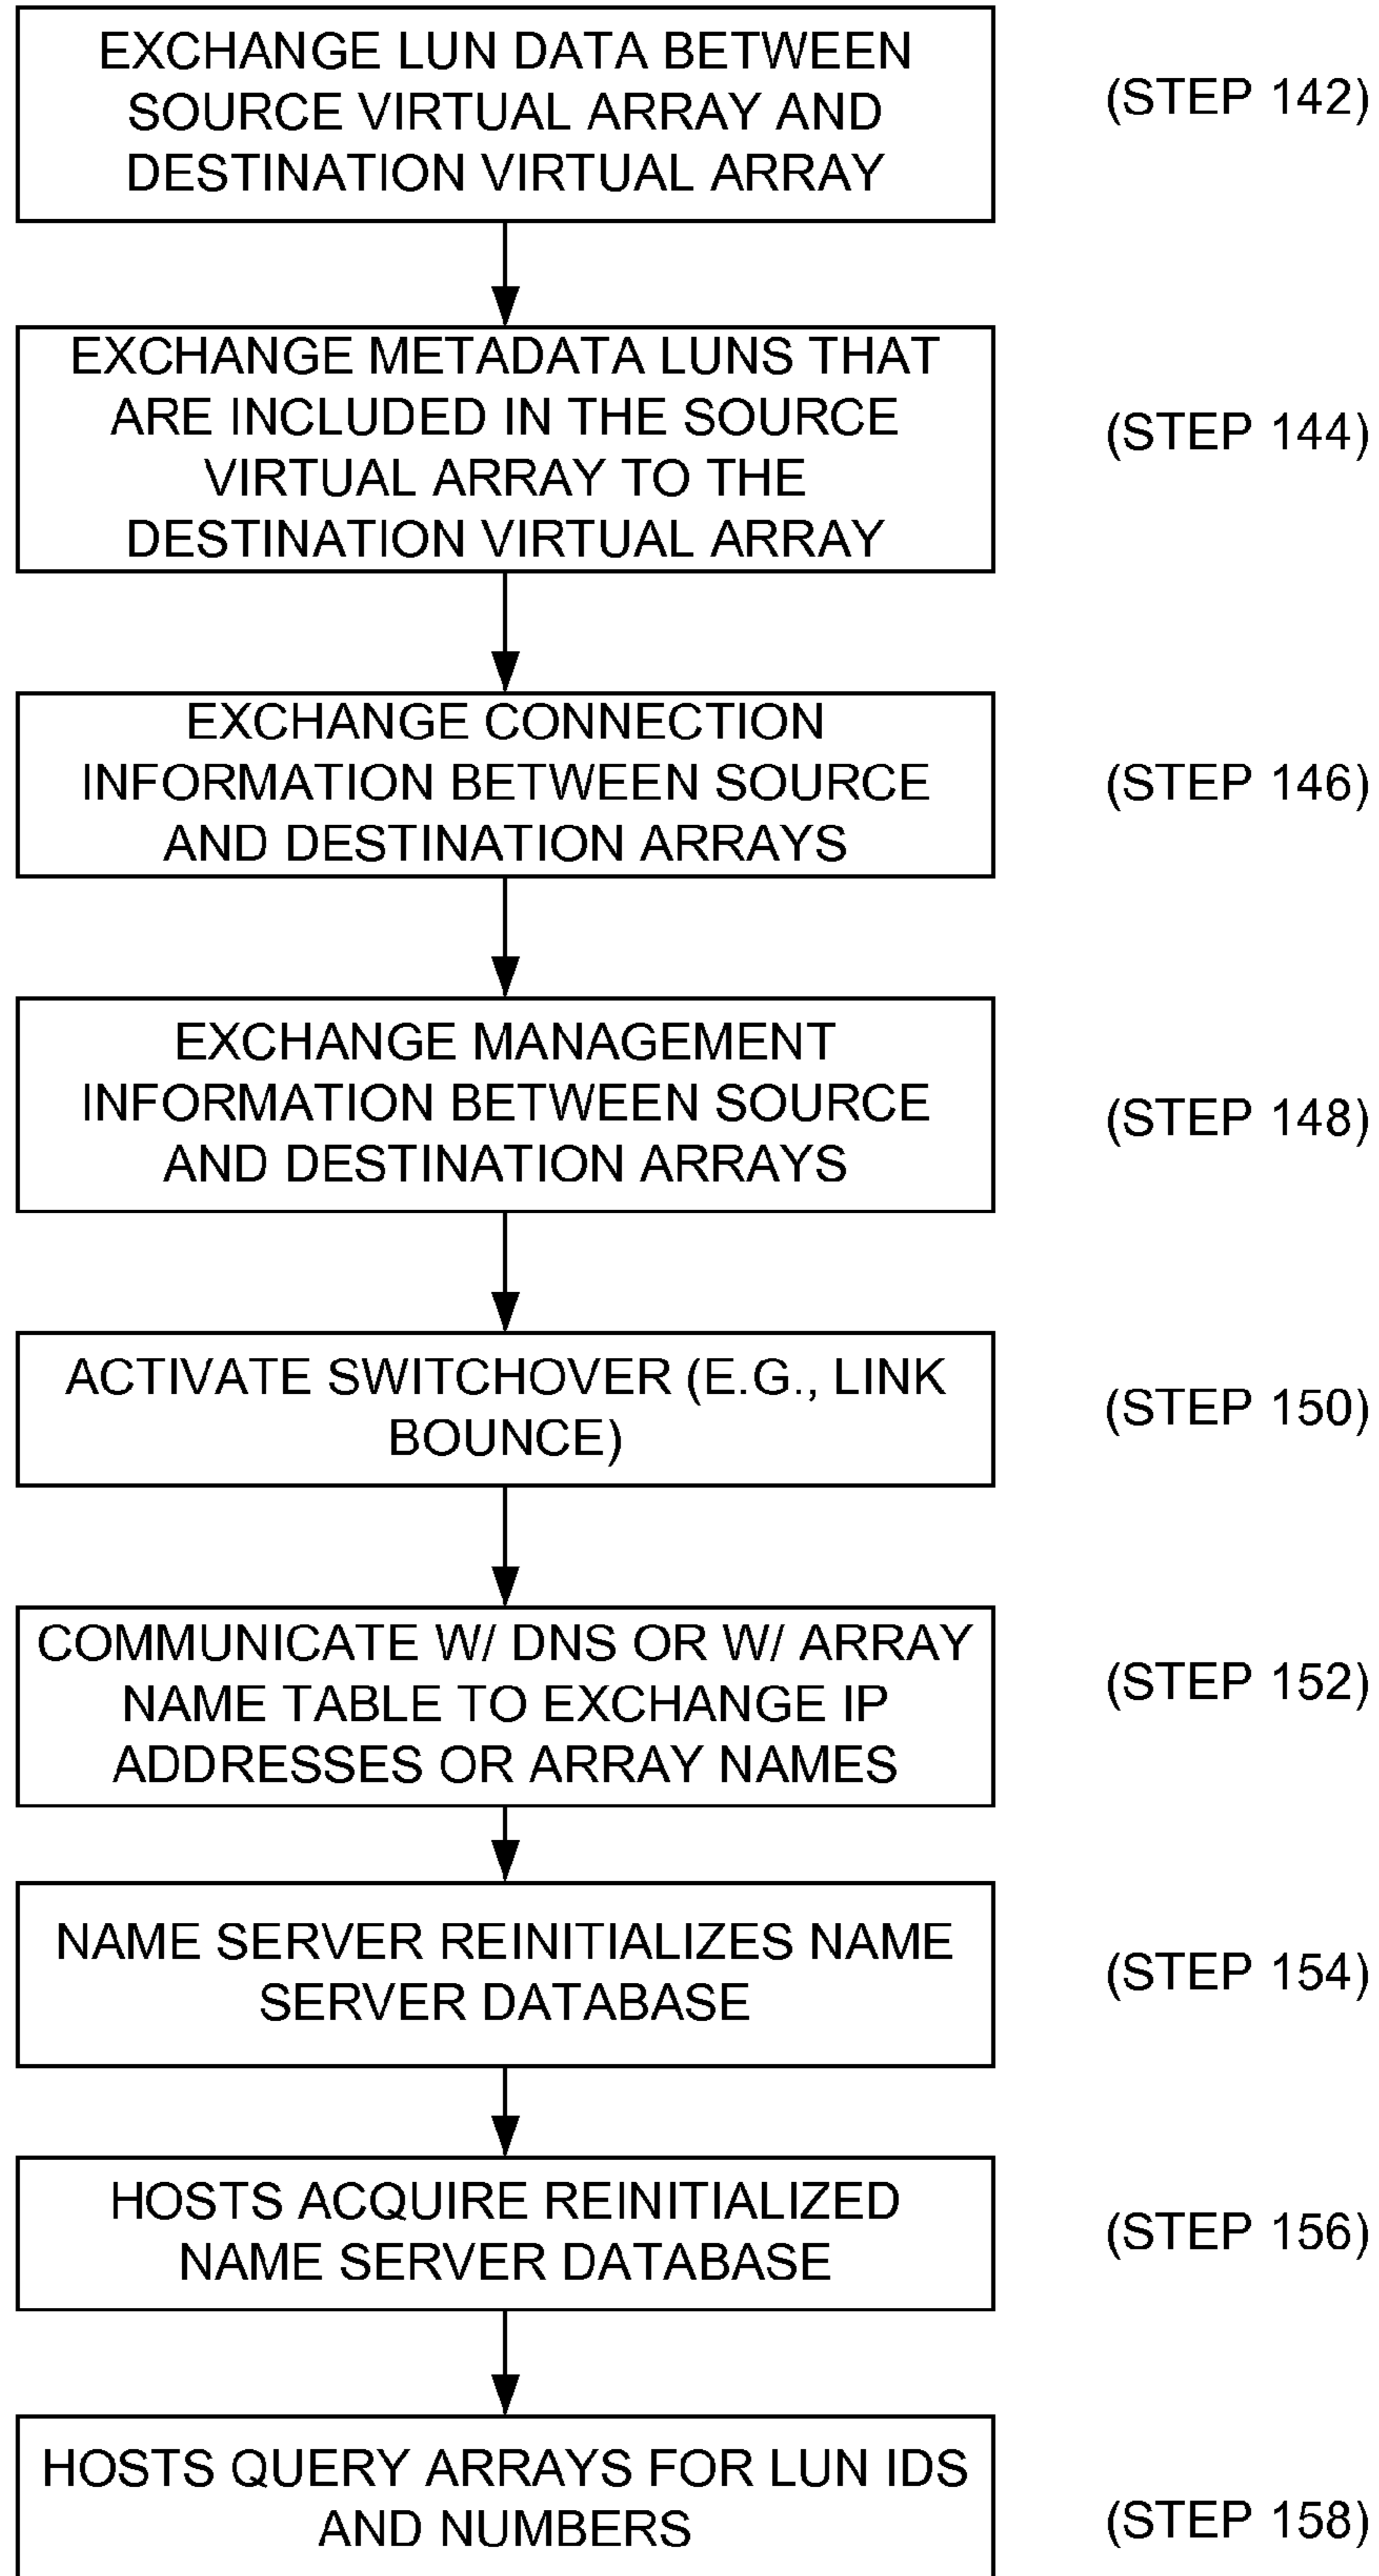 EXCHANGE LUN DATA BETWEEN
SOURCE VIRTUAL ARRAY AND
DESTINATION VIRTUAL ARRAY
(STEP 142)
EXCHANGE METADATA LUNS THAT
ARE INCLUDED IN THE SOURCE
VIRTUAL ARRAY TO THE
DESTINATION VIRTUAL ARRAY
(STEP 144)
EXCHANGE CONNECTION
INFORMATION BETWEEN SOURCE
AND DESTINATION ARRAYS
(STEP 146)
EXCHANGE MANAGEMENT
INFORMATION BETWEEN SOURCE
AND DESTINATION ARRAYS
(STEP 148)
ACTIVATE SWITCHOVER (E.G., LINK
BOUNCE)
(STEP 150)
COMMUNICATE W/ DNS OR W/ ARRAY
NAME TABLE TO EXCHANGE IP
ADDRESSES OR ARRAY NAMES
(STEP 152)
NAME SERVER REINITIALIZES NAME
SERVER DATABASE
(STEP 154)
HOSTS ACQUIRE REINITIALIZED
NAME SERVER DATABASE
(STEP 156)
HOSTS QUERY ARRAYS FOR LUN IDS
AND NUMBERS
(STEP 158)